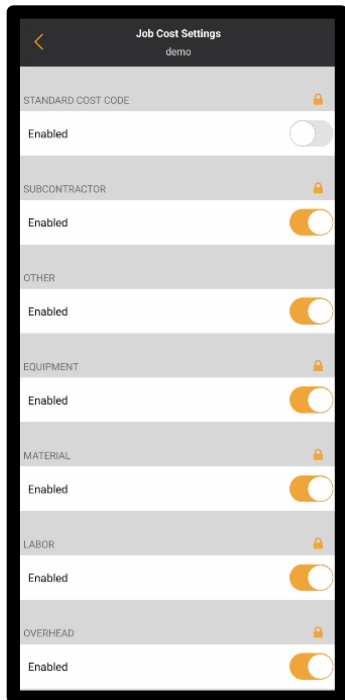 Job Cost Settings
demo
STANDARD COST CODE
Enabled
SUBCONTRACTOR
Enabled
OTHER
Enabled
EQUIPMENT
Enabled
MATERIAL
Enabled
LABOR
Enabled
OVERHEAD
Enabled